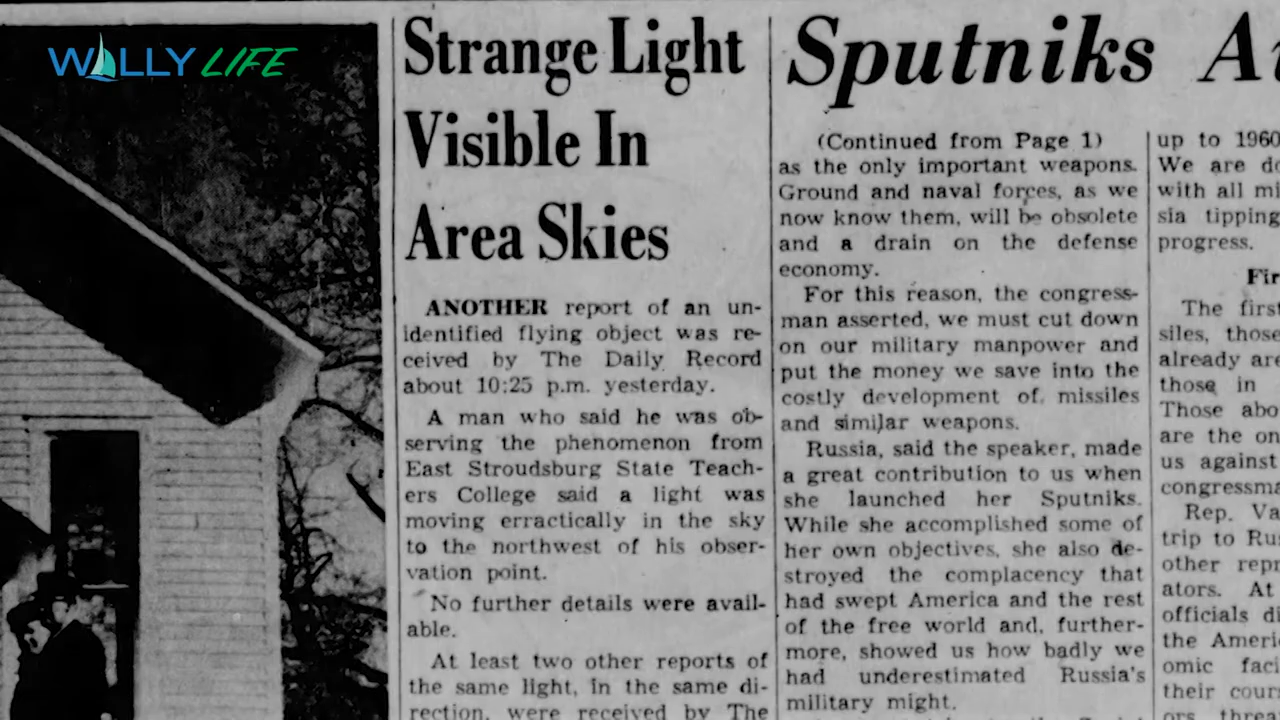 WALLY LIFE
Strange Light
Visible In
Area Skies
ANOTHER report of an un-
identified flying object was re-
ceived by The Daily Record
about 10:25 p.m. yesterday.
A man who said he was ob-
serving the phenomenon from
East Stroudsburg State Teach-
ers College said a light was
moving erractically in the sky
to the northwest of his obser-
vation point.
No further details were avail-
able.
At least two other reports of
the same light, in the same di-
rection, were received by The
Sputniks
(Continued from Page 1)
as the only important weapons.
Ground and naval forces, as we
now know them, will be obsolete
and a drain on the defense
economy.
For this reason, the congress-
man asserted, we must cut down
on our military manpower and
put the money we save into the
costly development of missiles
and similar weapons.
Russia, said the speaker, made
a great contribution to us when
she launched her Sputniks.
While she accomplished some of
her own objectives, she also de-
stroyed the complacency that
had swept America and the rest
of the free world and, further-
more, showed us how badly we
had underestimated Russia's
military might.
up to 1960
We are
with all
sia tipping
progress.
The first
siles, those
already are
those in
Those
are the
us against
Rep.
trip to
other
ators. At
officials
the
omic
their
ors